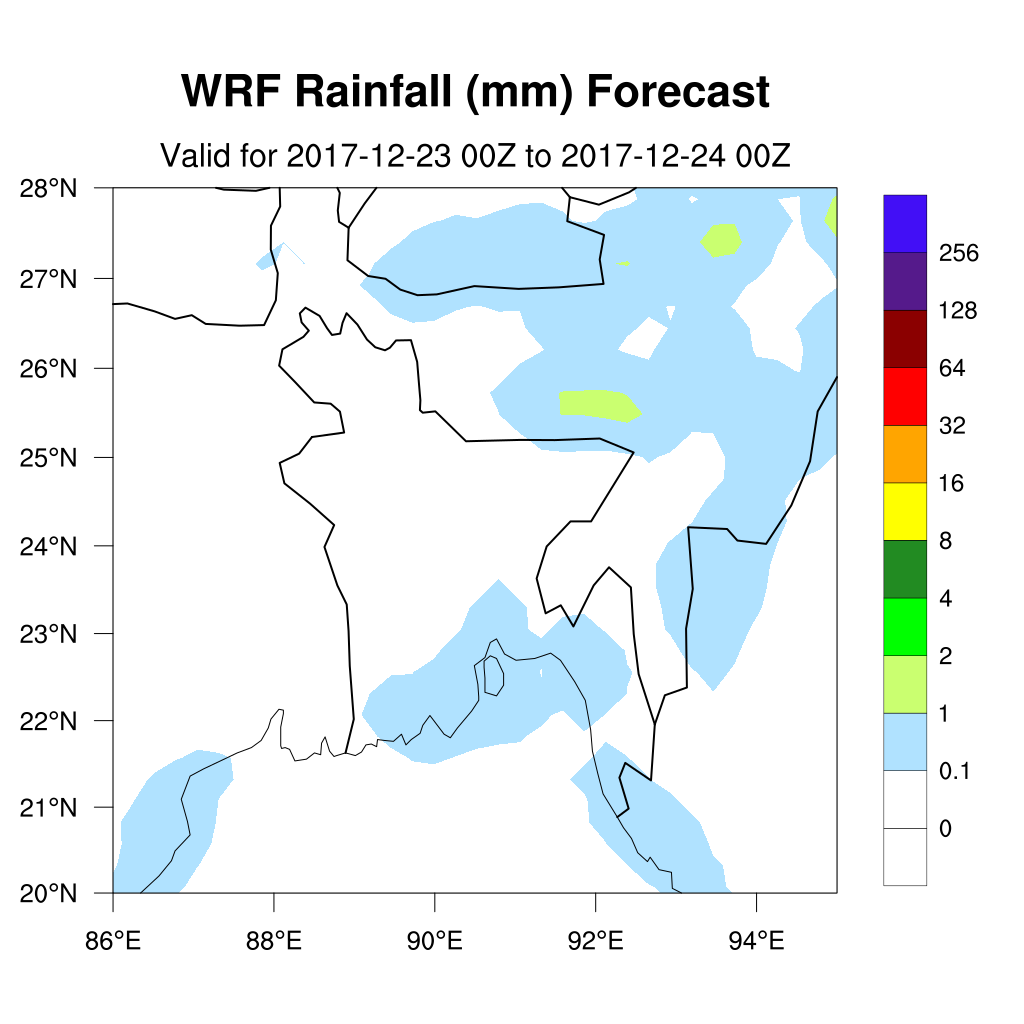 WRF Rainfall (mm) Forecast
Valid for 2017-12-23 00Z to 2017-12-24 00Z
28°N
27°N
26°N
25°N
24°N
23°N
22°N
21°N
20°N
86°E 88°E 90°E 92°E 94°E
256
128
64
32
16
8
4
2
1
0.1
0